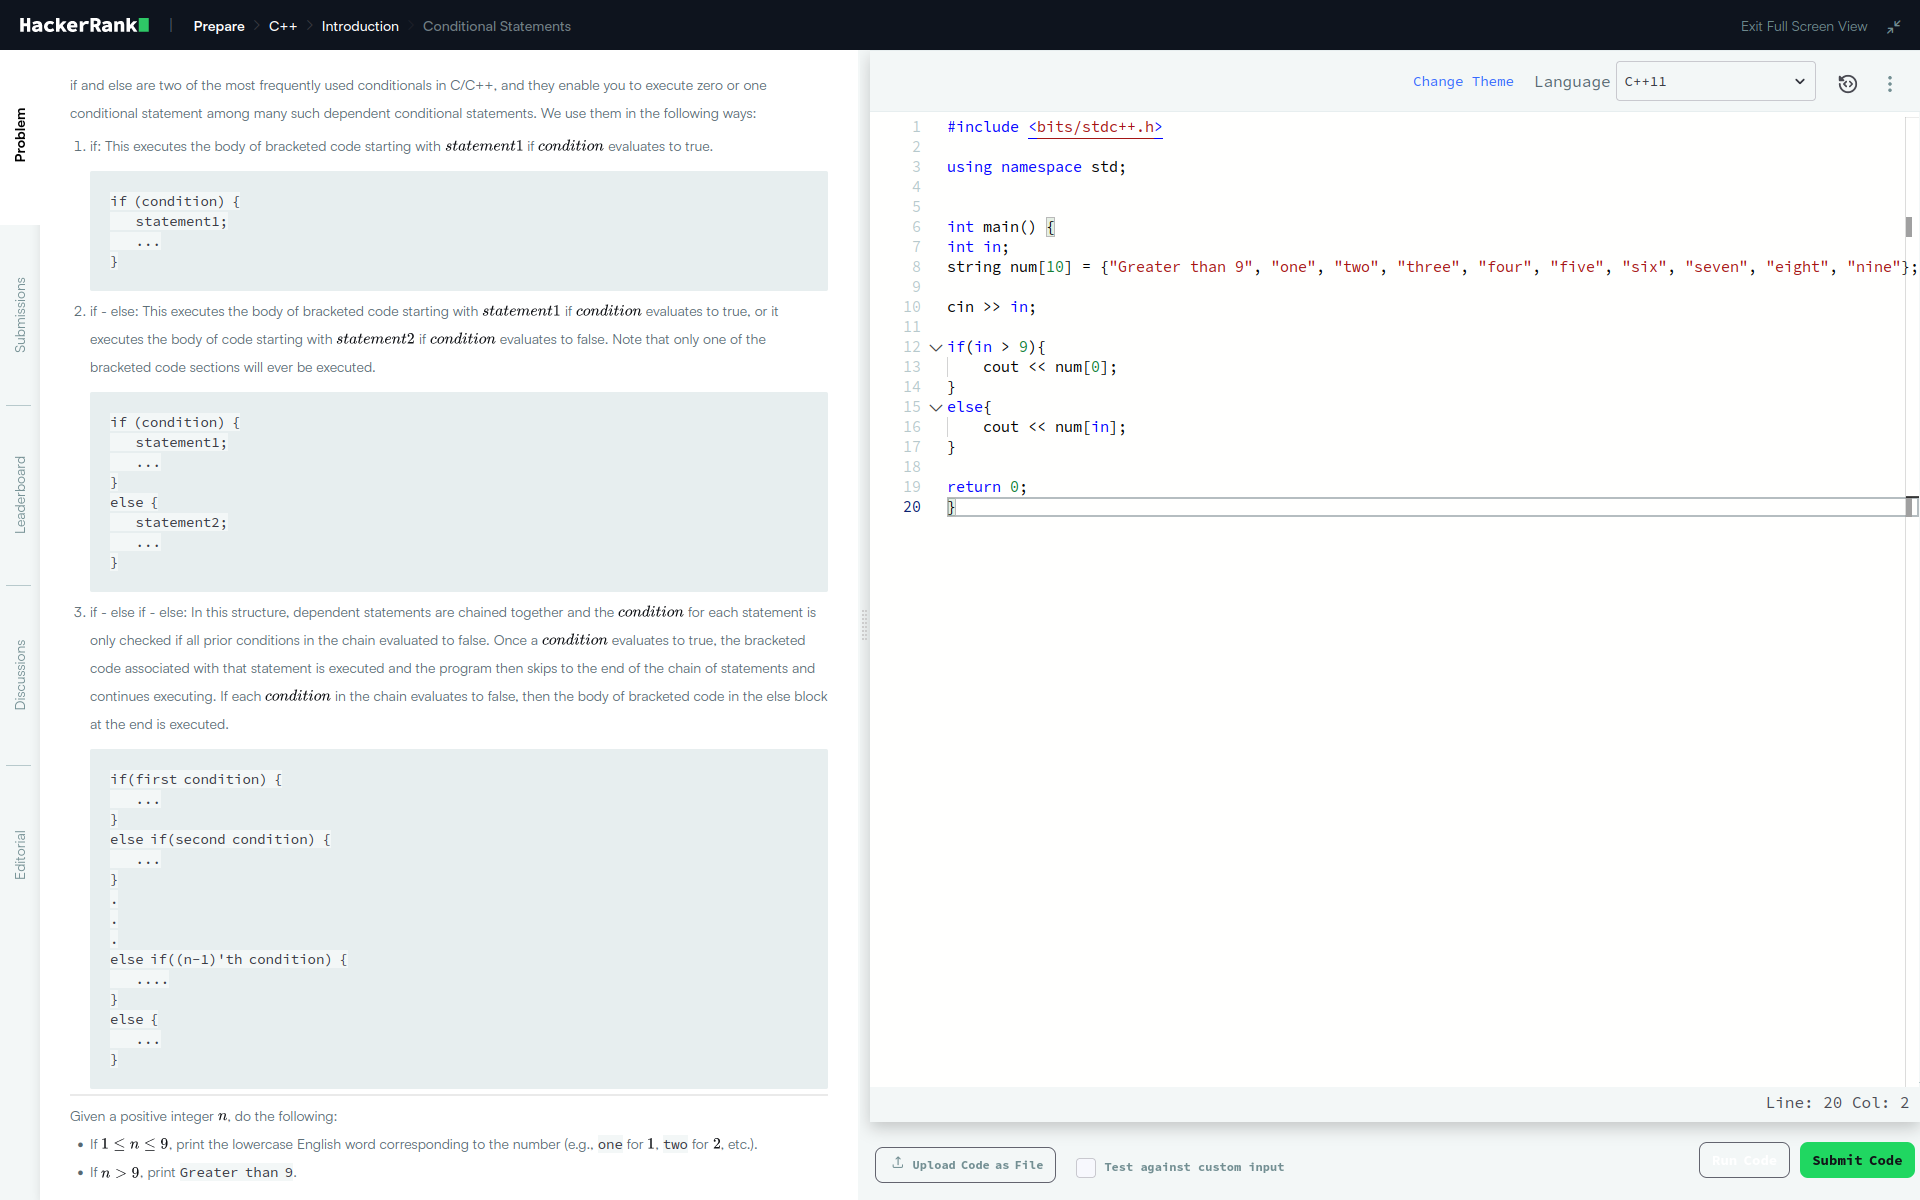 HackerRank | Prepare > C++ > Introduction > Conditional Statements
Exit Full Screen View
Problem
Submissions
Leaderboard
Discussions
Editorial
if and else are two of the most frequently used conditionals in C/C++, and they enable you to execute zero or one
conditional statement among many such dependent conditional statements. We use them in the following ways:
1. if: This executes the body of bracketed code starting with statement1 if condition evaluates to true.
if (condition) {
statement1;
...
}
2. if - else: This executes the body of bracketed code starting with statement1 if condition evaluates to true, or it
executes the body of code starting with statement2 if condition evaluates to false. Note that only one of the
bracketed code sections will ever be executed.
if (condition) {
statement1;
...
}
else {
statement2;
...
}
3. if - else if - else: In this structure, dependent statements are chained together and the condition for each statement is
only checked if all prior conditions in the chain evaluated to false. Once a condition evaluates to true, the bracketed
code associated with that statement is executed and the program then skips to the end of the chain of statements and
continues executing. If each condition in the chain evaluates to false, then the body of bracketed code in the else block
at the end is executed.
if(first condition) {
...
}
else if(second condition) {
...
}
.
.
.
else if((n-1)'th condition) {
....
}
else {
...
}
Given a positive integer n, do the following:
• If 1 ≤ n ≤ 9, print the lowercase English word corresponding to the number (e.g., one for 1, two for 2, etc.).
• If n > 9, print Greater than 9.
Change Theme
Language
C++11
1 #include <bits/stdc++.h>
2
3 using namespace std;
4
5
6 int main() {
7 int in;
8 string num[10] = {"Greater than 9", "one", "two", "three", "four", "five", "six", "seven", "eight", "nine"};
9
10 cin >> in;
11
12 if(in > 9){
13 cout << num[0];
14 }
15 else{
16 cout << num[in];
17 }
18
19 return 0;
20 }
Line: 20 Col: 2
Upload Code as File
Test against custom input
Run Code
Submit Code